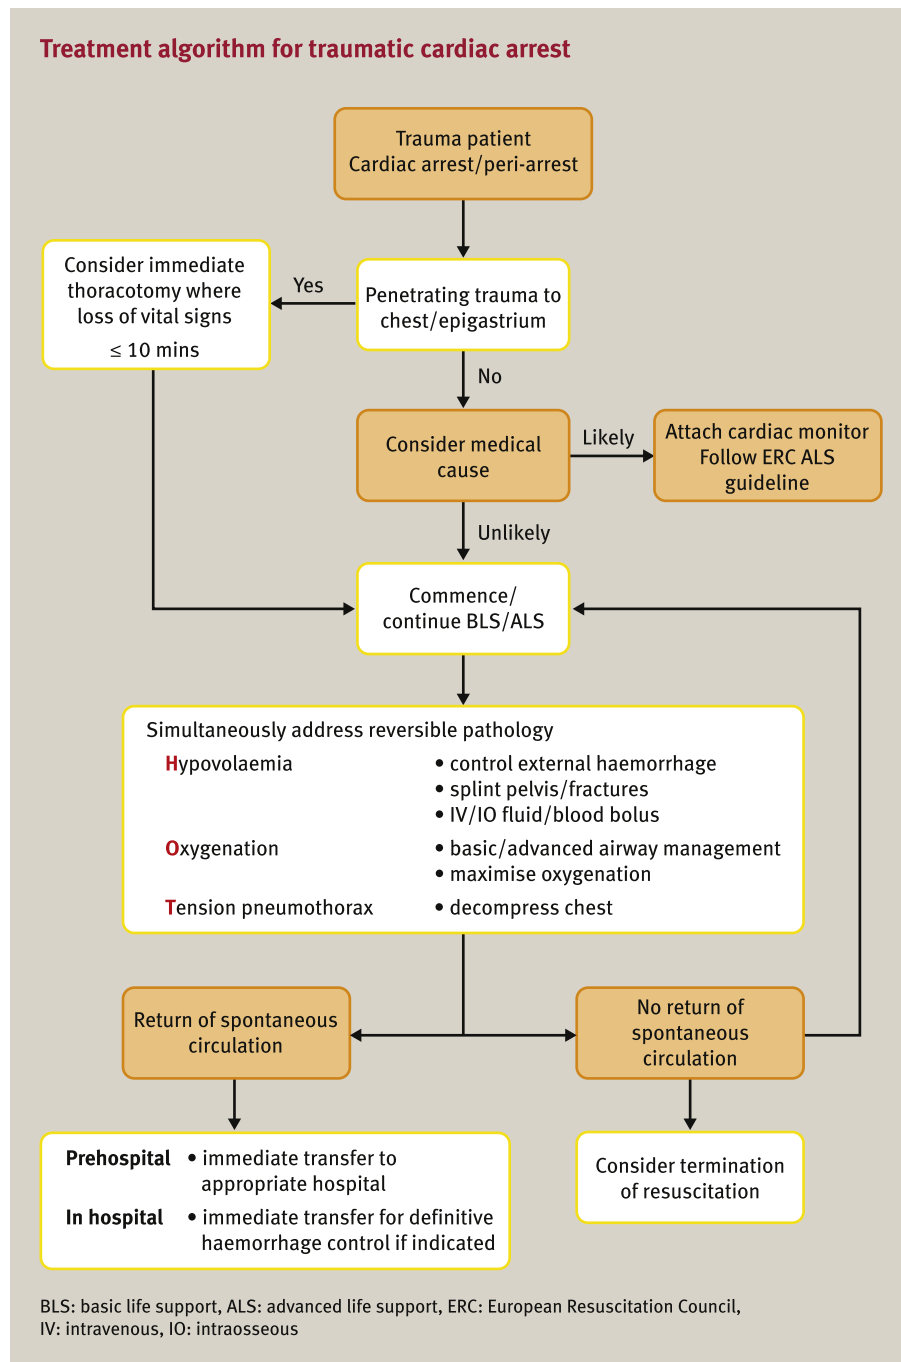 Treatment algorithm for traumatic cardiac arrest
Trauma patient
Cardiac arrest/peri-arrest
Consider immediate
thoracotomy where
loss of vital signs
≤ 10 mins
Yes
Penetrating trauma to
chest/epigastrium
No
Consider medical
cause
Likely
Attach cardiac monitor
Follow ERC ALS
guideline
Unlikely
Commence/
continue BLS/ALS
Simultaneously address reversible pathology
Hypovolaemia • control external haemorrhage
• splint pelvis/fractures
• IV/IO fluid/blood bolus
Oxygenation • basic/advanced airway management
• maximise oxygenation
Tension pneumothorax • decompress chest
Return of spontaneous
circulation
No return of
spontaneous
circulation
Prehospital • immediate transfer to
appropriate hospital
In hospital • immediate transfer for definitive
haemorrhage control if indicated
Consider termination
of resuscitation
BLS: basic life support, ALS: advanced life support, ERC: European Resuscitation Council,
IV: intravenous, IO: intraosseous